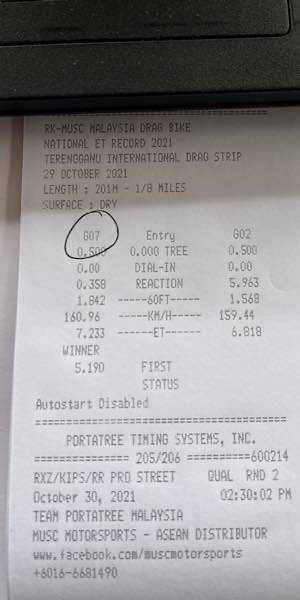 RK-MUSC MALAYSIA DRAG BIKE
NATIONAL ET RECORD 2021
TERENGGANU INTERNATIONAL DRAG STRIP
29 OCTOBER 2021
LENGTH : 201M - 1/8 MILES
SURFACE : DRY
G07 Entry G02
0.500 0.000 TREE 0.500
0.00 DIAL-IN 0.00
0.358 REACTION 5.963
1.842 -----60FT----- 1.568
160.96 -----KM/H----- 159.44
7.233 ------ET------ 6.818
WINNER
5.190 FIRST
STATUS
Autostart Disabled
PORTATREE TIMING SYSTEMS, INC.
=============== 205/206 ==========600214
RXZ/KIPS/RR PRO STREET QUAL RND 2
October 30, 2021 02:30:02 PM
TEAM PORTATREE MALAYSIA
MUSC MOTORSPORTS - ASEAN DISTRIBUTOR
www.facebook.com/muscmotorsports
+6016-6681490